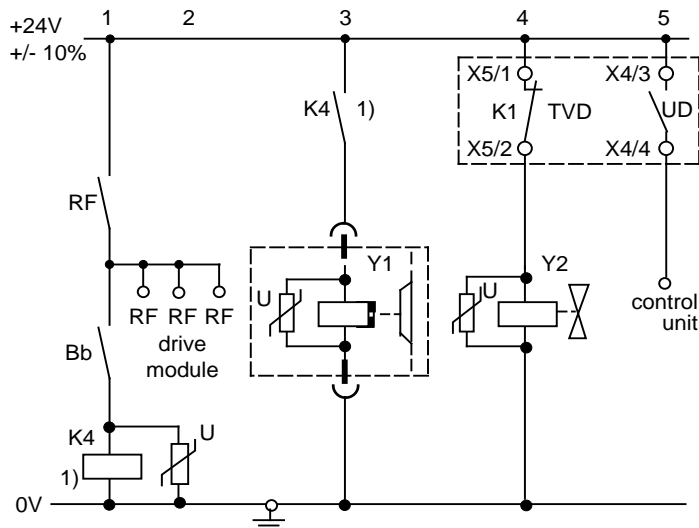 +24V
+/- 10%
1 2 3 4 5
X5/1 X4/3
K4 1) K1 TVD UD
X5/2 X4/4
RF
Y1 Y2
U U
RF RF RF
drive
module
control
unit
Bb
K4 U
1)
0V